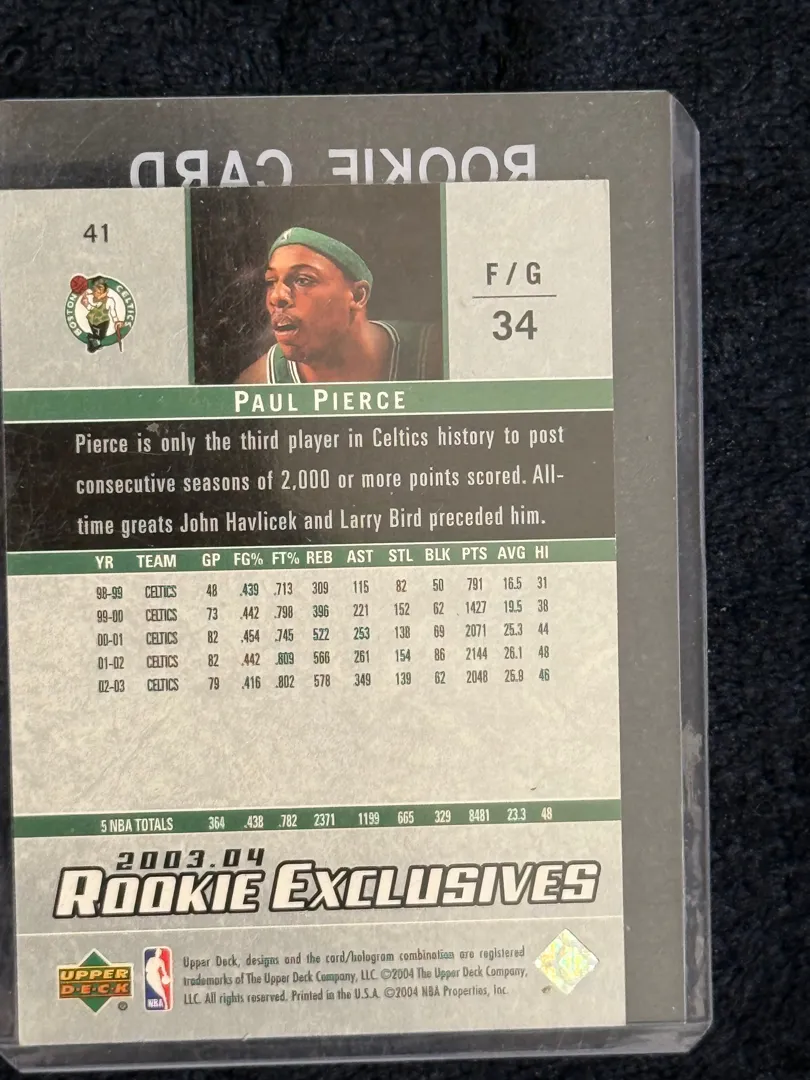 ROOKIE CARD
41
BOSTON CELTICS
F/G
34
PAUL PIERCE
Pierce is only the third player in Celtics history to post
consecutive seasons of 2,000 or more points scored. All-
time greats John Havlicek and Larry Bird preceded him.
YR TEAM GP FG% FT% REB AST STL BLK PTS AVG HI
98-99 CELTICS 48 .439 .713 309 115 82 50 791 16.5 31
99-00 CELTICS 73 .442 .798 396 221 152 62 1427 19.5 38
00-01 CELTICS 82 .454 .745 522 253 138 69 2071 25.3 44
01-02 CELTICS 82 .442 .809 566 261 154 86 2144 26.1 48
02-03 CELTICS 79 .416 .802 578 349 139 62 2048 25.9 46
5 NBA TOTALS 364 .438 .782 2371 1199 665 329 8481 23.3 48
2003.04
ROOKIE EXCLUSIVES
UPPER DECK ®
NBA
Upper Deck, designs and the card/hologram combination are registered
trademarks of The Upper Deck Company, LLC. ©2004 The Upper Deck Company,
LLC. All rights reserved. Printed in the U.S.A. ©2004 NBA Properties, Inc.